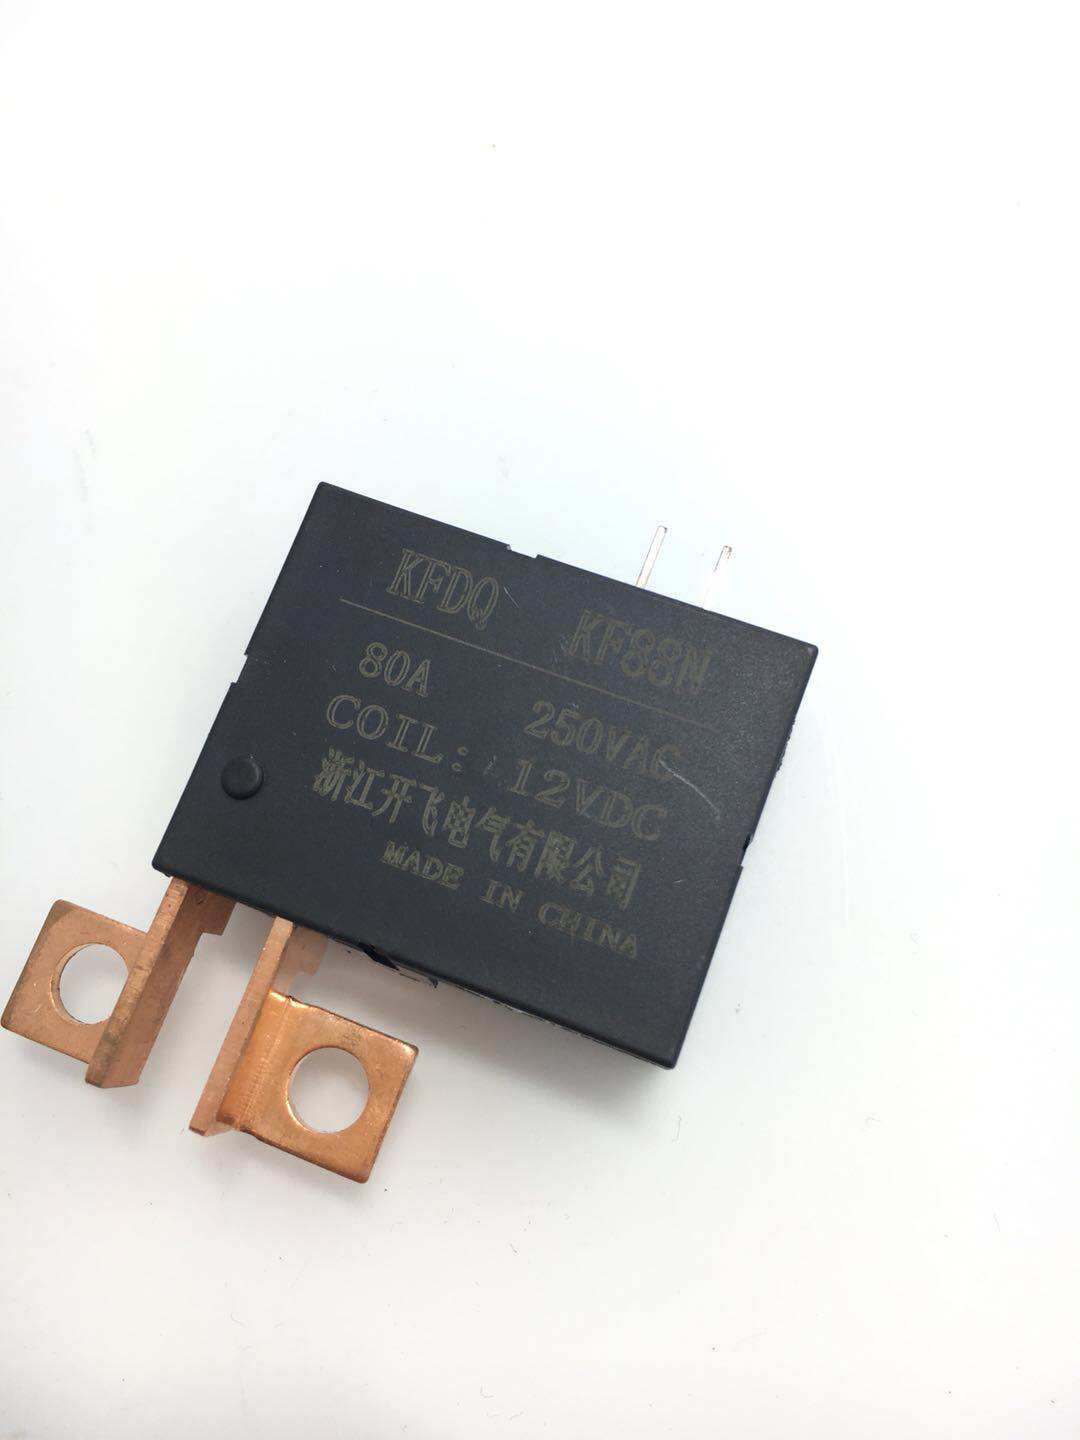 KFDQ KF88N
80A 250VAC
COIL: 12VDC
浙江开飞电气有限公司
MADE IN CHINA